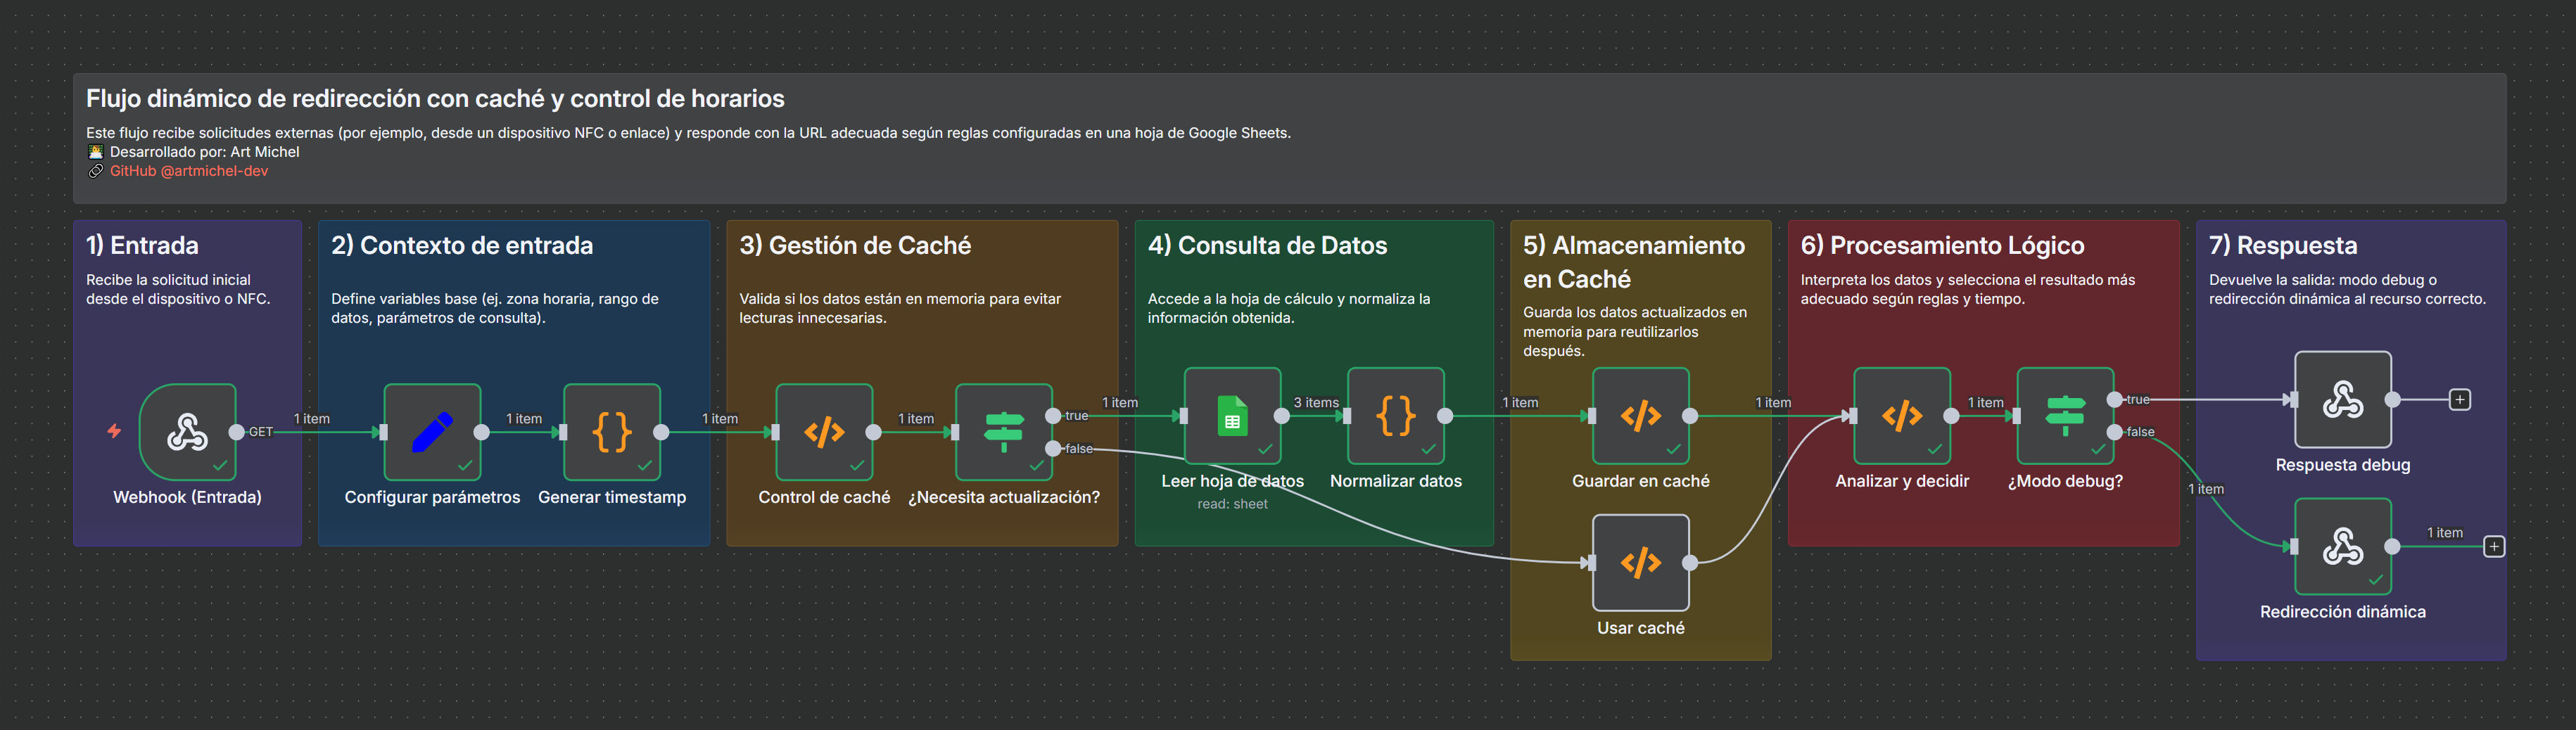 Flujo dinámico de redirección con caché y control de horarios
Este flujo recibe solicitudes externas (por ejemplo, desde un dispositivo NFC o enlace) y responde con la URL adecuada según reglas configuradas en una hoja de Google Sheets.
Desarrollado por: Art Michel
GitHub @artmichel-dev
1) Entrada
Recibe la solicitud inicial
desde el dispositivo o NFC.
GET
1 item
Webhook (Entrada)
2) Contexto de entrada
Define variables base (ej. zona horaria, rango de
datos, parámetros de consulta).
1 item
1 item
Configurar parámetros
Generar timestamp
3) Gestión de Caché
Valida si los datos están en memoria para evitar
lecturas innecesarias.
1 item
true
1 item
false
Control de caché
¿Necesita actualización?
4) Consulta de Datos
Accede a la hoja de cálculo y normaliza la
información obtenida.
3 items
1 item
Leer hoja de datos
read: sheet
Normalizar datos
5) Almacenamiento
en Caché
Guarda los datos actualizados en
memoria para reutilizarlos
después.
1 item
Guardar en caché
Usar caché
6) Procesamiento Lógico
Interpreta los datos y selecciona el resultado más
adecuado según reglas y tiempo.
1 item
true
false
Analizar y decidir
¿Modo debug?
1 item
7) Respuesta
Devuelve la salida: modo debug o
redirección dinámica al recurso correcto.
Respuesta debug
1 item
Redirección dinámica